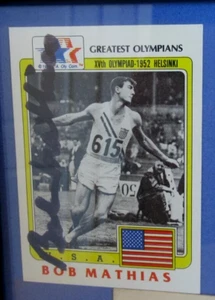 GREATEST OLYMPIANS
XVth OLYMPIAD-1952 HELSINKI
615
U. S. A.
BOB MATHIAS